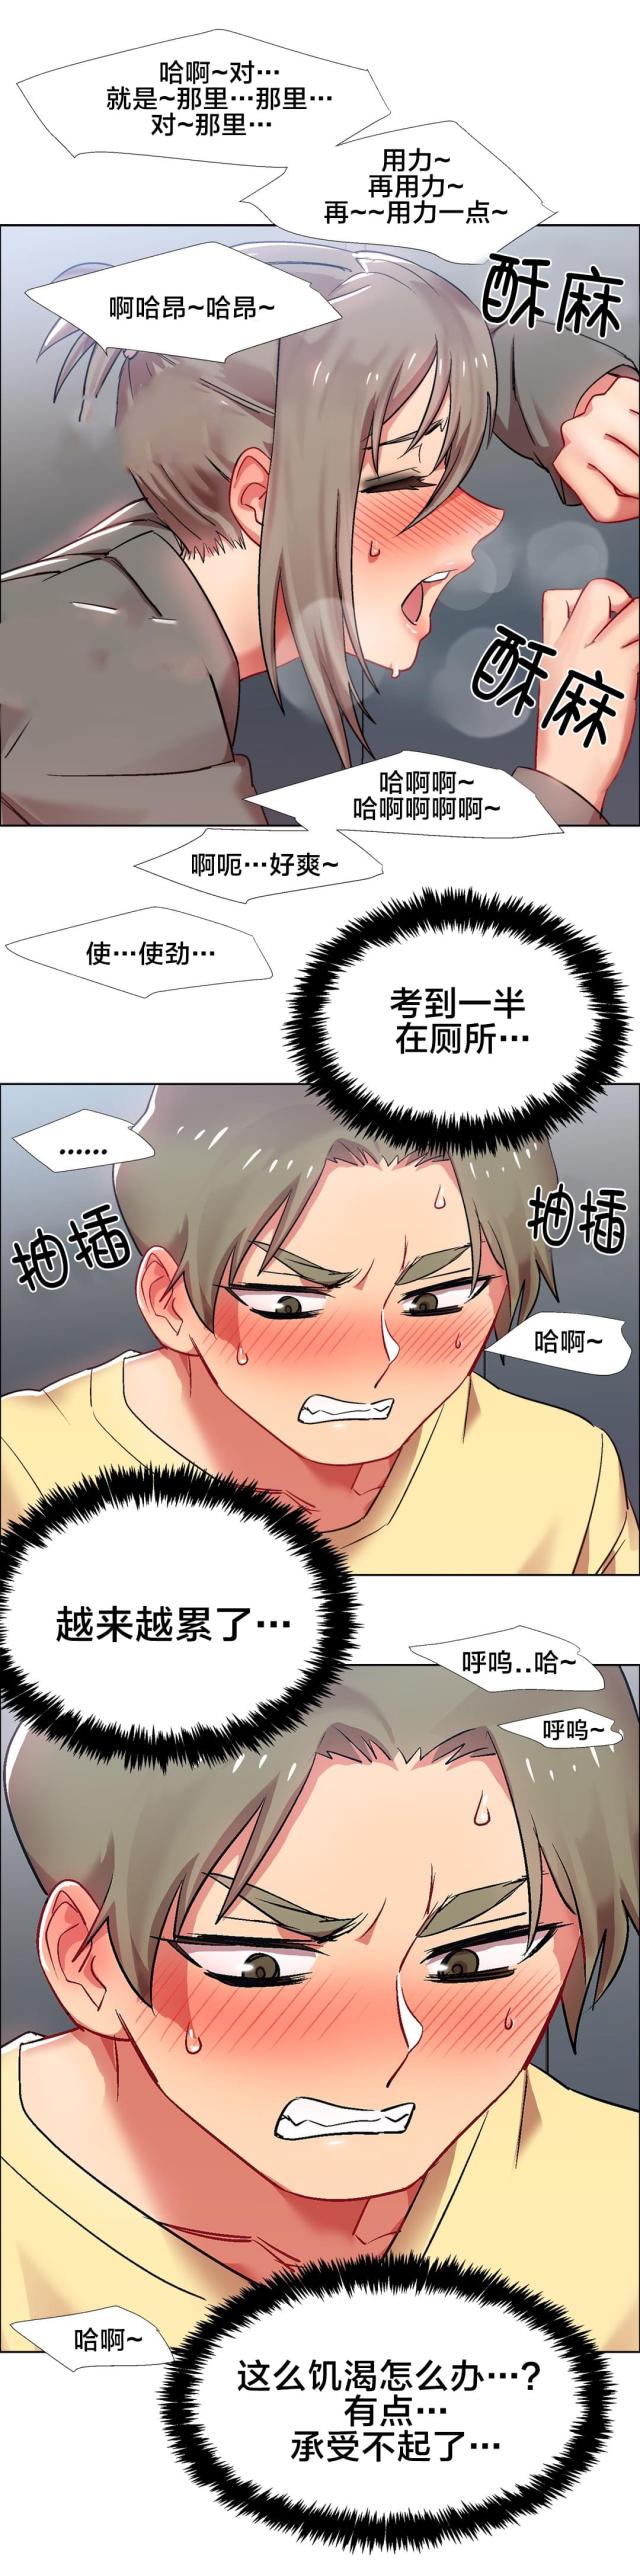 哈啊~对…
就是~那里…那里…
对~那里…
用力~
再用力~
再~~用力一点~
酥麻
啊哈昂~哈昂~
酥麻
哈啊啊~
哈啊啊啊啊~
啊呃…好爽~
使…使劲…
考到一半
在厕所…
……
抽插
抽插
哈啊~
越来越累了…
呼呜..哈~
呼呜~
哈啊~
这么饥渴怎么办…?
有点…
承受不起了…